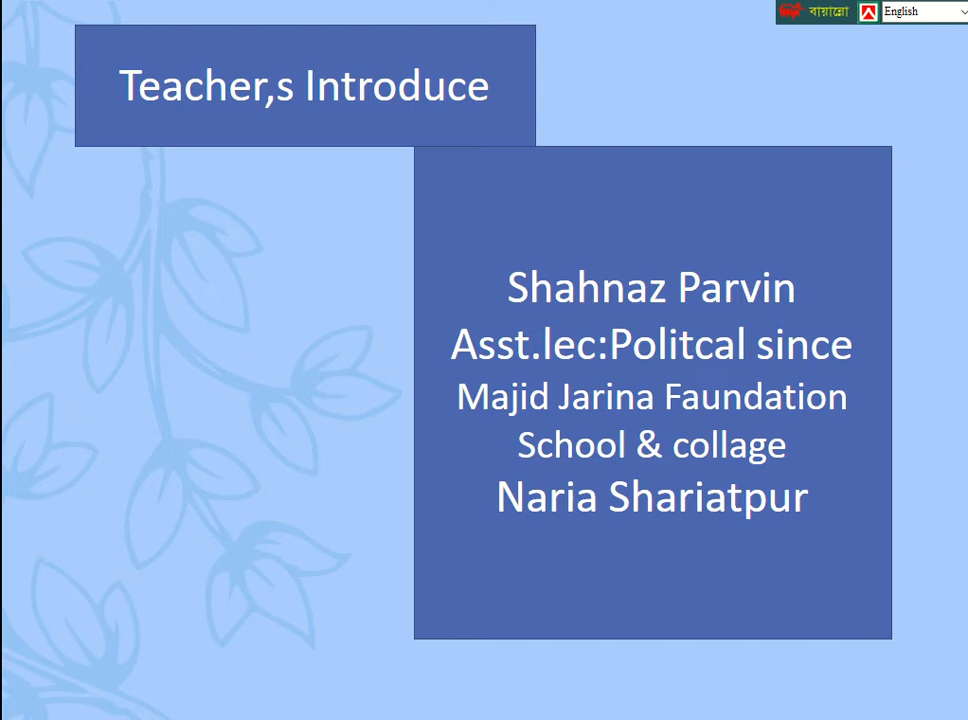 বায়ান্নো
English
Teacher,s Introduce
Shahnaz Parvin
Asst.lec:Politcal since
Majid Jarina Faundation
School & collage
Naria Shariatpur